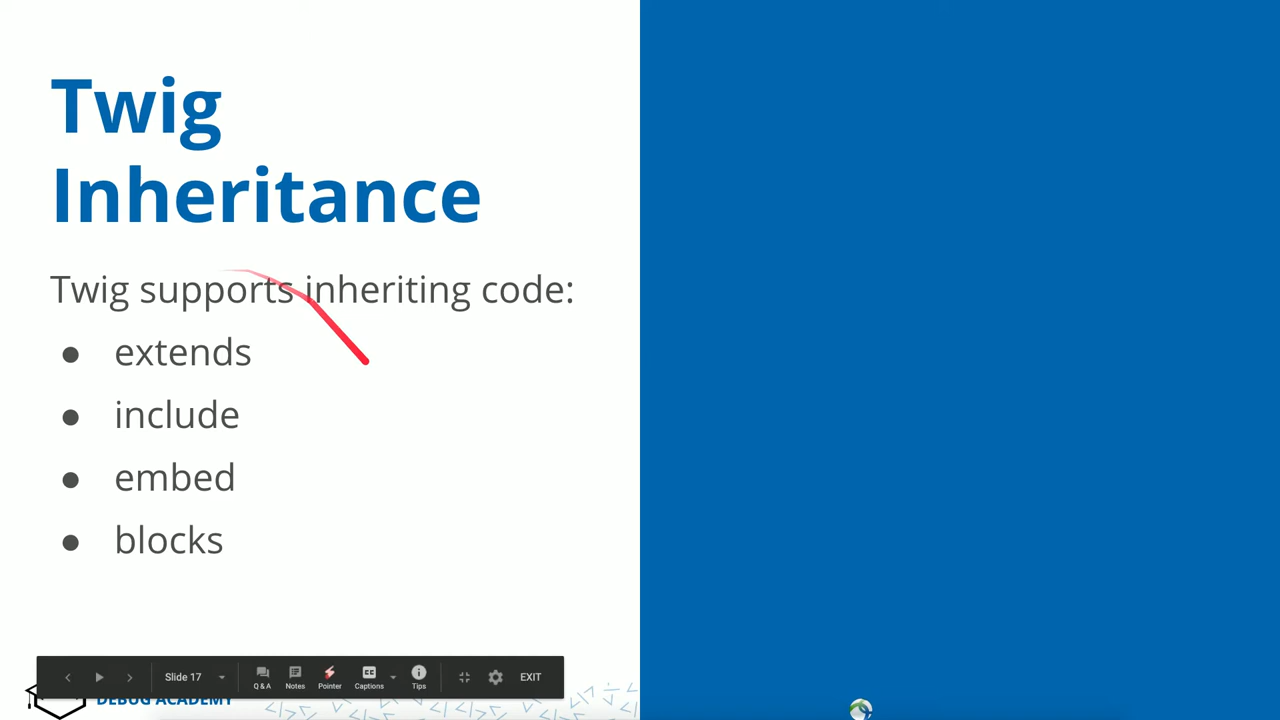 Twig
Inheritance
Twig supports inheriting code:
● extends
● include
● embed
● blocks
Slide 17
Q & A
Notes
Pointer
Captions
Tips
EXIT
DEBUG ACADEMY